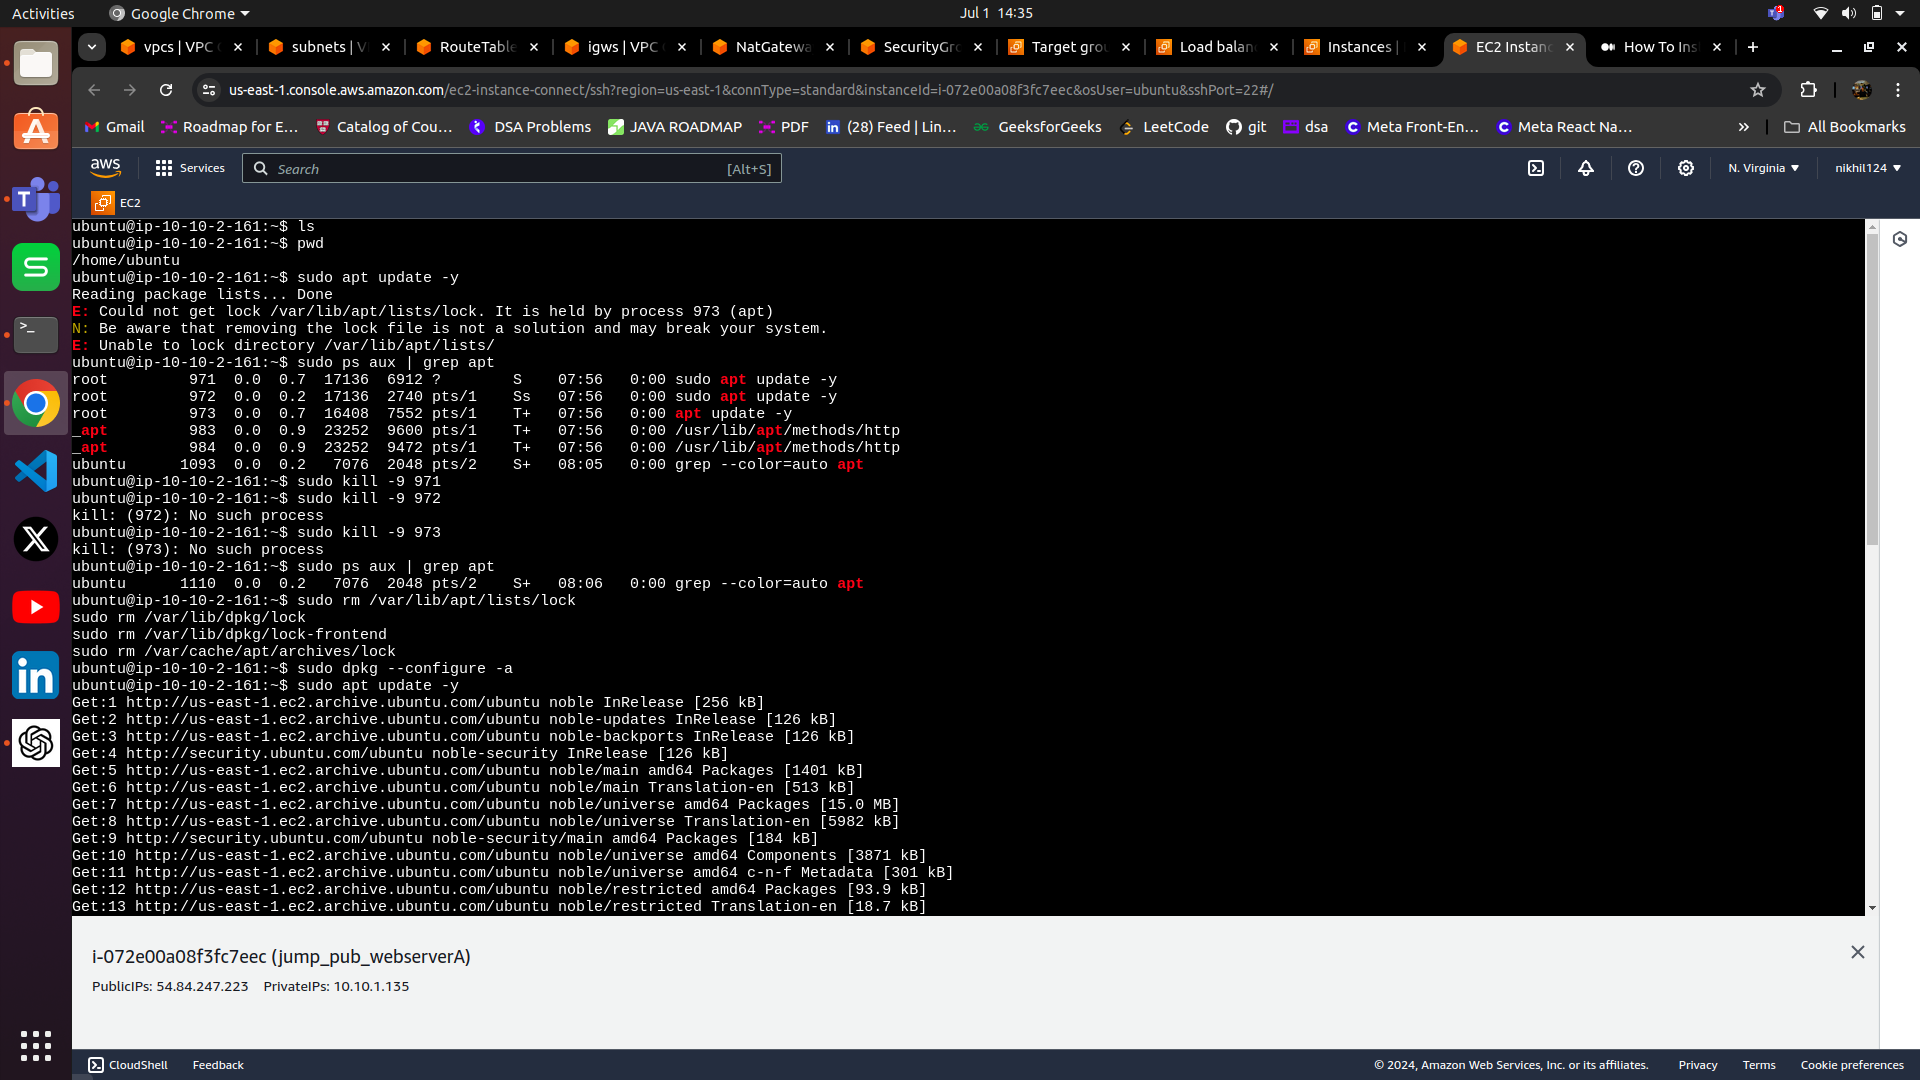 Activities
Google Chrome
Jul 1 14:35
1
vpcs | VPC
subnets | V
RouteTable
igws | VPC
NatGatewa
SecurityGro
Target grou
Load balan
Instances |
EC2 Instanc
How To Ins
us-east-1.console.aws.amazon.com/ec2-instance-connect/ssh?region=us-east-1&connType=standard&instanceId=i-072e00a08f3fc7eec&osUser=ubuntu&sshPort=22#/
Gmail
Roadmap for E...
Catalog of Cou...
DSA Problems
JAVA ROADMAP
PDF
(28) Feed | Lin...
GeeksforGeeks
LeetCode
git
dsa
Meta Front-En...
Meta React Na...
»
All Bookmarks
aws
Services
Search
[Alt+S]
N. Virginia
nikhil124
EC2
ubuntu@ip-10-10-2-161:~$ ls
ubuntu@ip-10-10-2-161:~$ pwd
/home/ubuntu
ubuntu@ip-10-10-2-161:~$ sudo apt update -y
Reading package lists... Done
E: Could not get lock /var/lib/apt/lists/lock. It is held by process 973 (apt)
N: Be aware that removing the lock file is not a solution and may break your system.
E: Unable to lock directory /var/lib/apt/lists/
ubuntu@ip-10-10-2-161:~$ sudo ps aux | grep apt
root         971  0.0  0.7  17136  6912 ?        S    07:56   0:00 sudo apt update -y
root         972  0.0  0.2  17136  2740 pts/1    Ss   07:56   0:00 sudo apt update -y
root         973  0.0  0.7  16408  7552 pts/1    T+   07:56   0:00 apt update -y
_apt         983  0.0  0.9  23252  9600 pts/1    T+   07:56   0:00 /usr/lib/apt/methods/http
_apt         984  0.0  0.9  23252  9472 pts/1    T+   07:56   0:00 /usr/lib/apt/methods/http
ubuntu      1093  0.0  0.2   7076  2048 pts/2    S+   08:05   0:00 grep --color=auto apt
ubuntu@ip-10-10-2-161:~$ sudo kill -9 971
ubuntu@ip-10-10-2-161:~$ sudo kill -9 972
kill: (972): No such process
ubuntu@ip-10-10-2-161:~$ sudo kill -9 973
kill: (973): No such process
ubuntu@ip-10-10-2-161:~$ sudo ps aux | grep apt
ubuntu      1110  0.0  0.2   7076  2048 pts/2    S+   08:06   0:00 grep --color=auto apt
ubuntu@ip-10-10-2-161:~$ sudo rm /var/lib/apt/lists/lock
sudo rm /var/lib/dpkg/lock
sudo rm /var/lib/dpkg/lock-frontend
sudo rm /var/cache/apt/archives/lock
ubuntu@ip-10-10-2-161:~$ sudo dpkg --configure -a
ubuntu@ip-10-10-2-161:~$ sudo apt update -y
Get:1 http://us-east-1.ec2.archive.ubuntu.com/ubuntu noble InRelease [256 kB]
Get:2 http://us-east-1.ec2.archive.ubuntu.com/ubuntu noble-updates InRelease [126 kB]
Get:3 http://us-east-1.ec2.archive.ubuntu.com/ubuntu noble-backports InRelease [126 kB]
Get:4 http://security.ubuntu.com/ubuntu noble-security InRelease [126 kB]
Get:5 http://us-east-1.ec2.archive.ubuntu.com/ubuntu noble/main amd64 Packages [1401 kB]
Get:6 http://us-east-1.ec2.archive.ubuntu.com/ubuntu noble/main Translation-en [513 kB]
Get:7 http://us-east-1.ec2.archive.ubuntu.com/ubuntu noble/universe amd64 Packages [15.0 MB]
Get:8 http://us-east-1.ec2.archive.ubuntu.com/ubuntu noble/universe Translation-en [5982 kB]
Get:9 http://security.ubuntu.com/ubuntu noble-security/main amd64 Packages [184 kB]
Get:10 http://us-east-1.ec2.archive.ubuntu.com/ubuntu noble/universe amd64 Components [3871 kB]
Get:11 http://us-east-1.ec2.archive.ubuntu.com/ubuntu noble/universe amd64 c-n-f Metadata [301 kB]
Get:12 http://us-east-1.ec2.archive.ubuntu.com/ubuntu noble/restricted amd64 Packages [93.9 kB]
Get:13 http://us-east-1.ec2.archive.ubuntu.com/ubuntu noble/restricted Translation-en [18.7 kB]
i-072e00a08f3fc7eec (jump_pub_webserverA)
PublicIPs: 54.84.247.223    PrivateIPs: 10.10.1.135
CloudShell
Feedback
© 2024, Amazon Web Services, Inc. or its affiliates.
Privacy
Terms
Cookie preferences